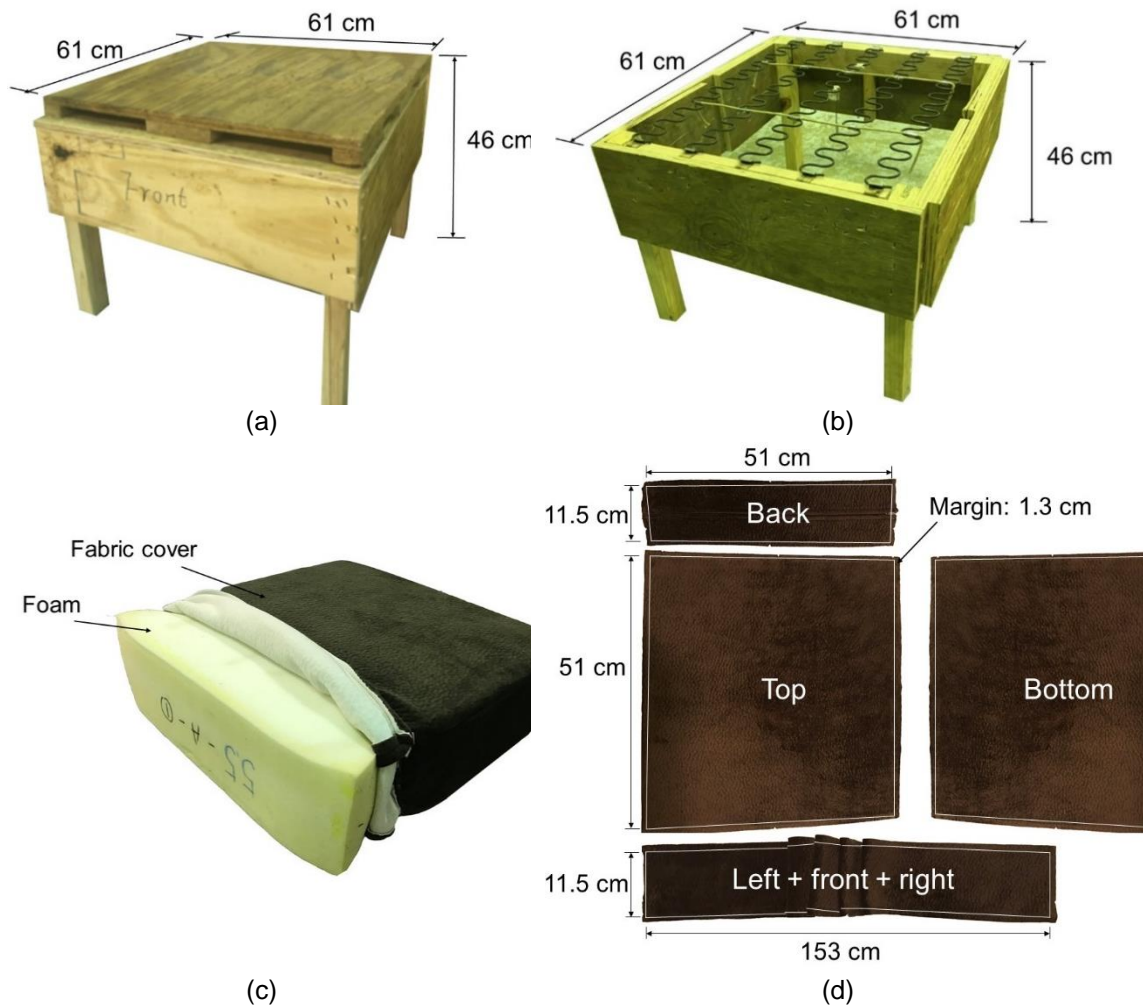 61 cm
61 cm
46 cm
Front
(a)
61 cm
61 cm
46 cm
(b)
Fabric cover
Foam
55-A-①
(c)
51 cm
11.5 cm
Back
Margin: 1.3 cm
51 cm
Top
Bottom
11.5 cm
Left + front + right
153 cm
(d)